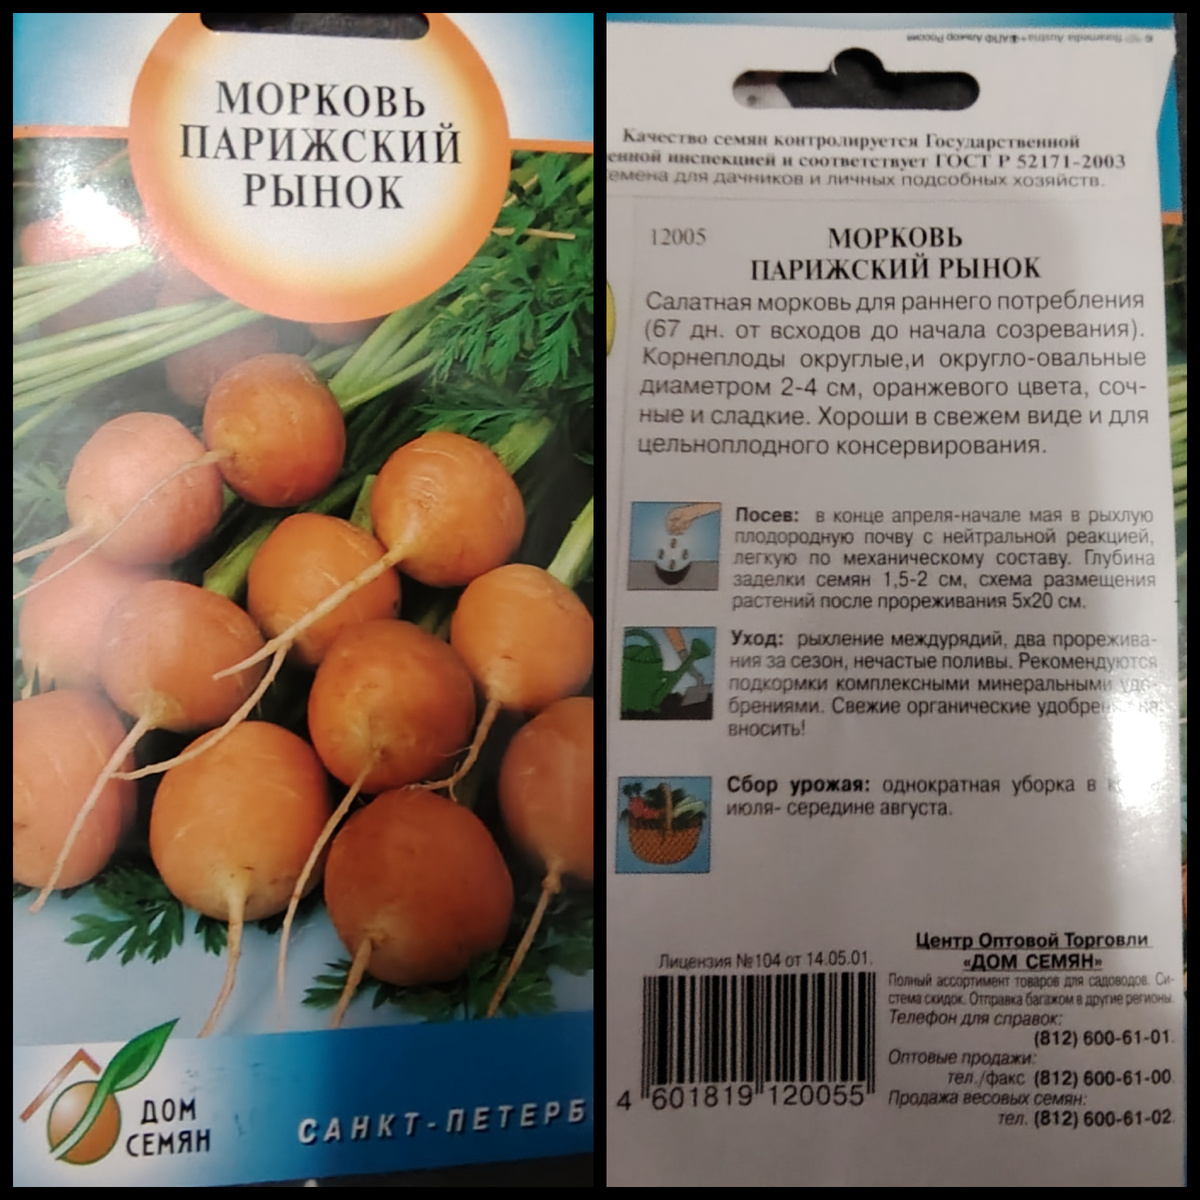 МОРКОВЬ
ПАРИЖСКИЙ
РЫНОК
ДОМ
СЕМЯН
САНКТ-ПЕТЕРБ
Качество семян контролируется Государственной
енной инспекцией и соответствует ГОСТ Р 52171-2003
емена для дачников и личных подсобных хозяйств.
12005
МОРКОВЬ
ПАРИЖСКИЙ РЫНОК
Салатная морковь для раннего потребления
(67 дн. от всходов до начала созревания).
Корнеплоды округлые,и округло-овальные
диаметром 2-4 см, оранжевого цвета, соч-
ные и сладкие. Хороши в свежем виде и для
цельноплодного консервирования.
Посев: в конце апреля-начале мая в рыхлую
плодородную почву с нейтральной реакцией,
легкую по механическому составу. Глубина
заделки семян 1,5-2 см, схема размещения
растений после прореживания 5х20 см.
Уход: рыхление междурядий, два прорежива-
ния за сезон, нечастые поливы. Рекомендуются
подкормки комплексными минеральными удо-
брениями. Свежие органические удобрен не
вносить!
Сбор урожая: однократная уборка в
июля- середине августа.
Лицензия №104 от 14.05.01.
4 601819 120055
Центр Оптовой Торговли
«ДОМ СЕМЯН»
Полный ассортимент товаров для садоводов. Си-
стема скидок. Отправка багажом в другие регионы.
Телефон для справок:
(812) 600-61-01.
Оптовые продажи:
тел./факс (812) 600-61-00.
Продажа весовых семян:
тел. (812) 600-61-02.